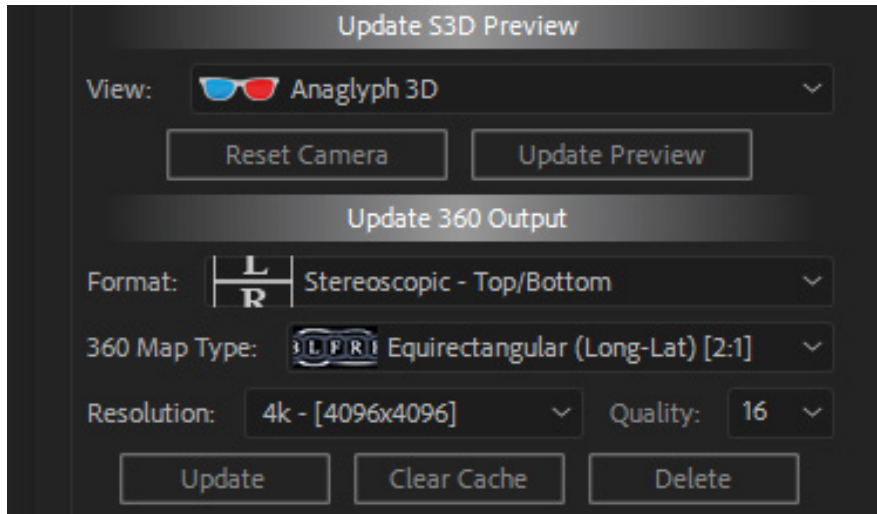 Update S3D Preview
View: Anaglyph 3D
Reset Camera Update Preview
Update 360 Output
Format: L R Stereoscopic - Top/Bottom
360 Map Type: L F R Equirectangular (Long-Lat) [2:1]
Resolution: 4k - [4096x4096] Quality: 16
Update Clear Cache Delete